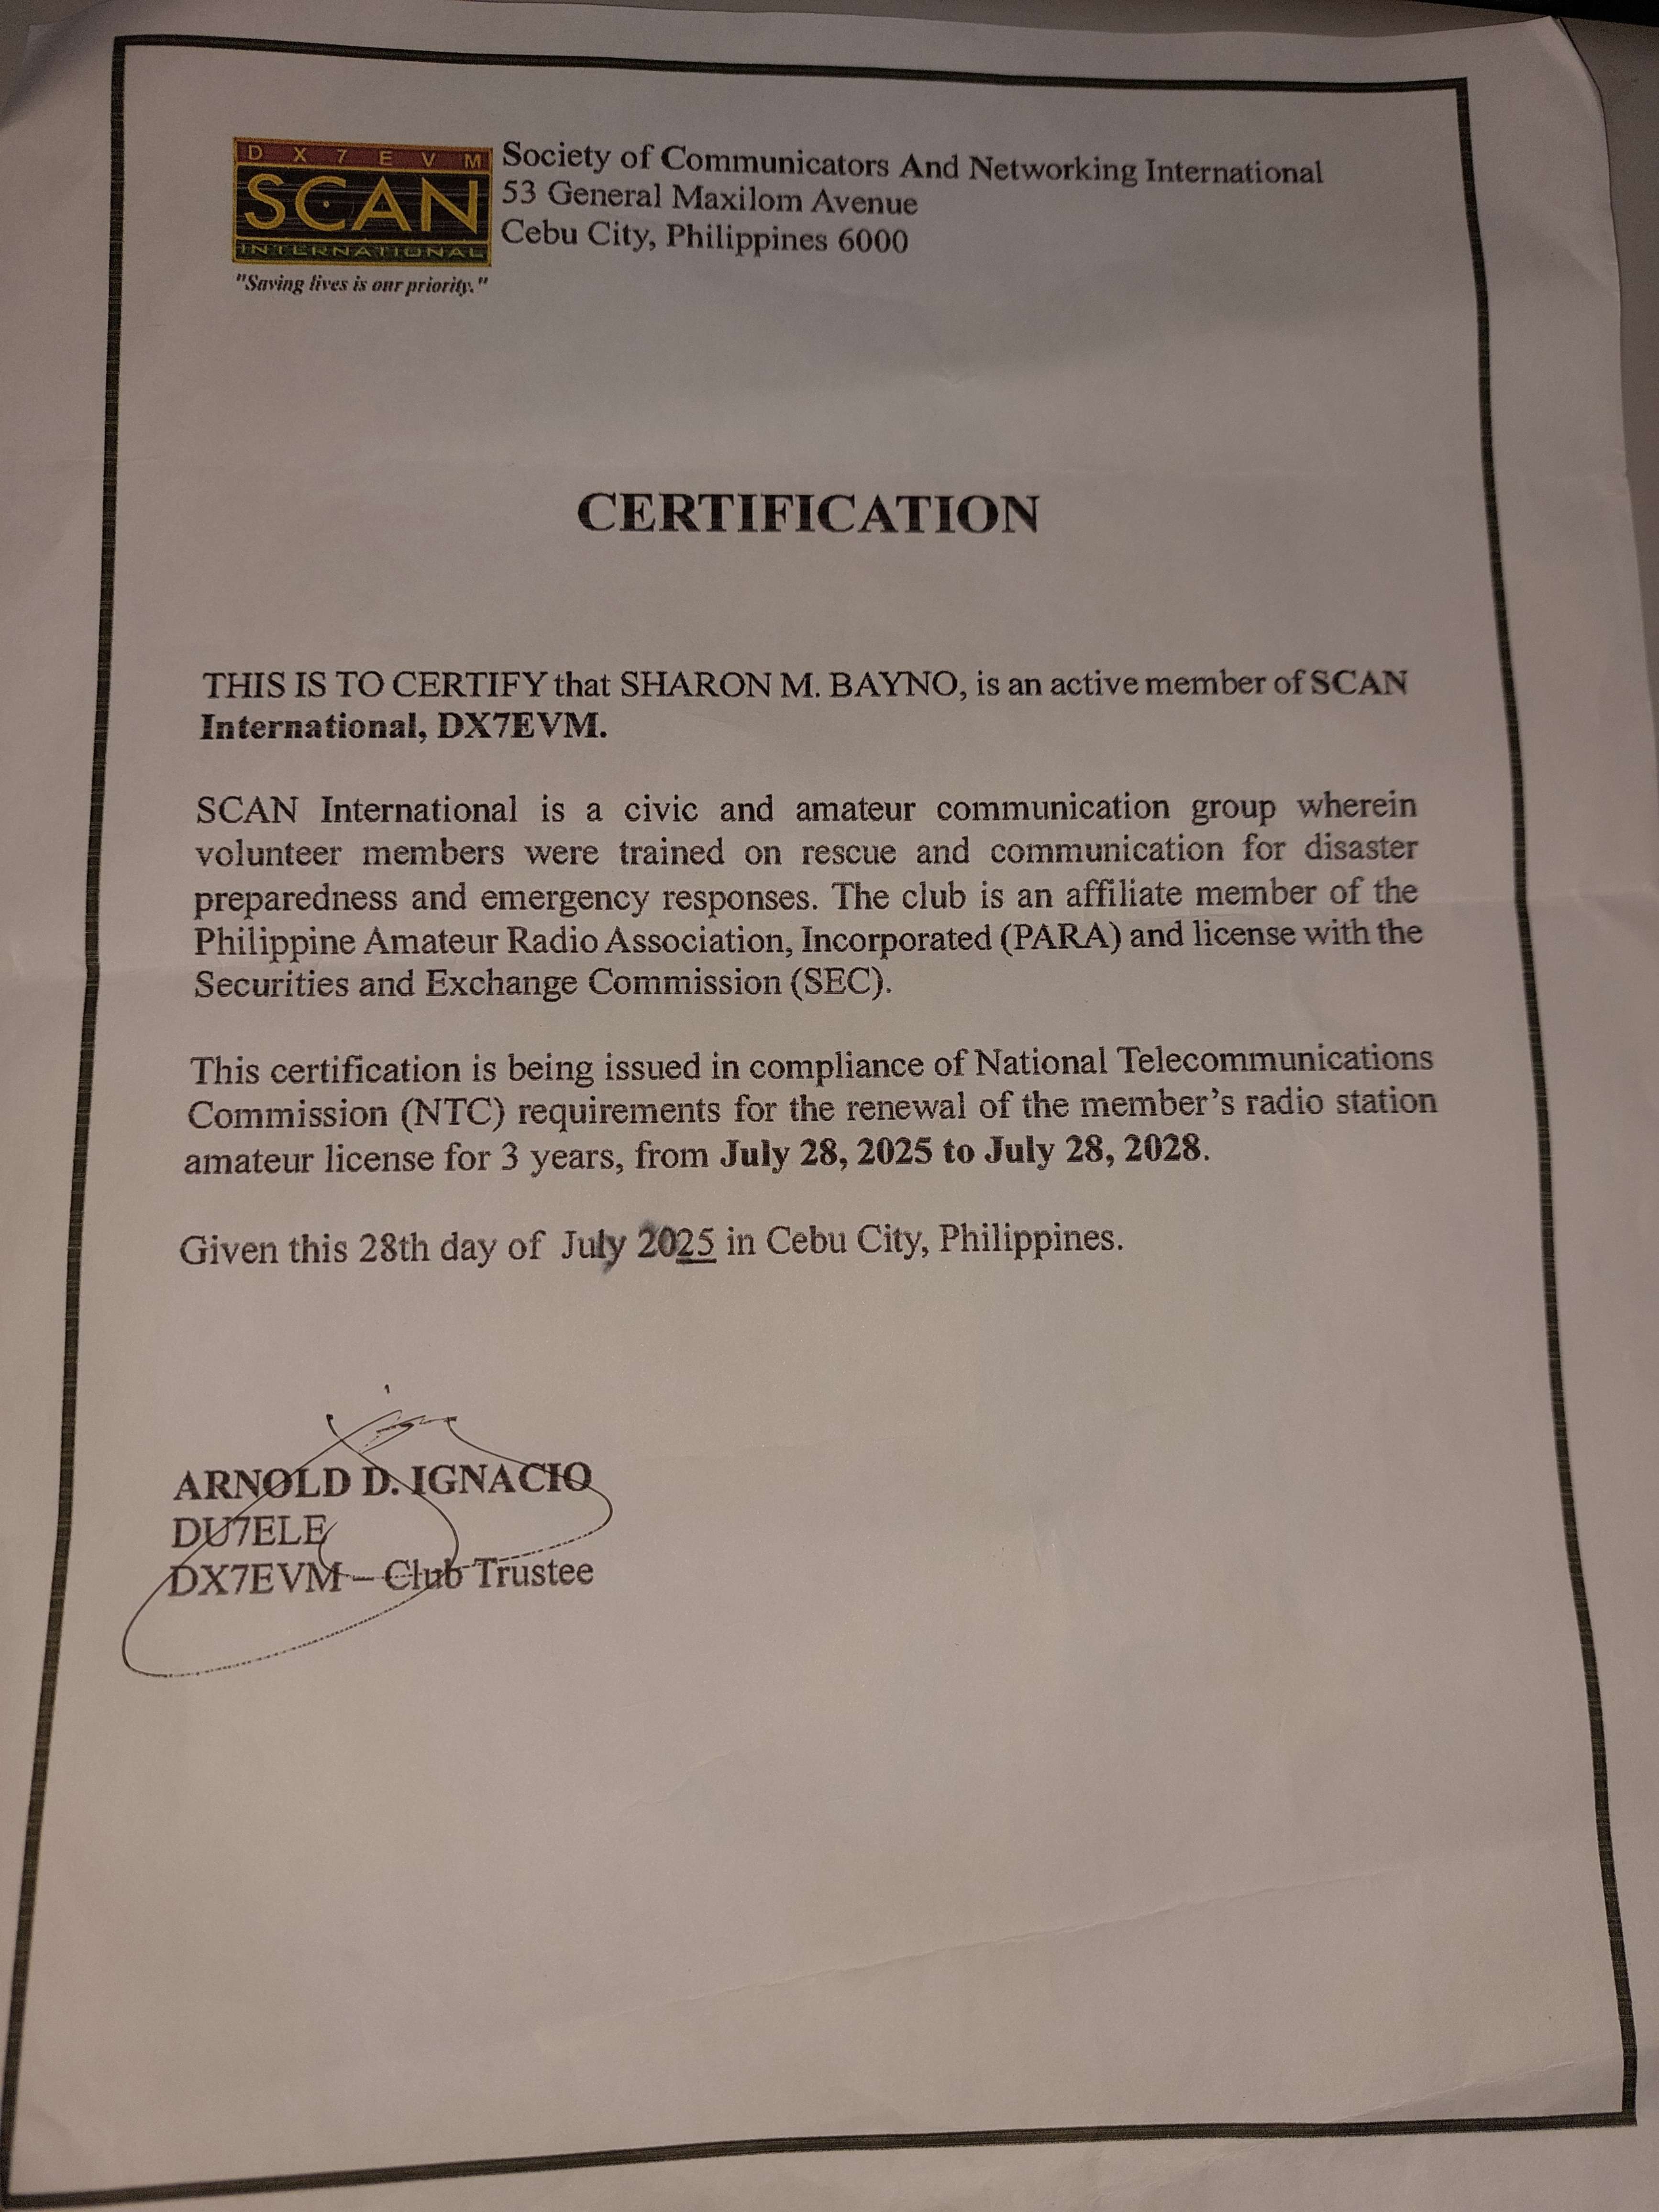 D X 7 E V M
SCAN
INTERNATIONAL
"Saving lives is our priority."
Society of Communicators And Networking International
53 General Maxilom Avenue
Cebu City, Philippines 6000
CERTIFICATION
THIS IS TO CERTIFY that SHARON M. BAYNO, is an active member of SCAN
International, DX7EVM.
SCAN International is a civic and amateur communication group wherein
volunteer members were trained on rescue and communication for disaster
preparedness and emergency responses. The club is an affiliate member of the
Philippine Amateur Radio Association, Incorporated (PARA) and license with the
Securities and Exchange Commission (SEC).
This certification is being issued in compliance of National Telecommunications
Commission (NTC) requirements for the renewal of the member’s radio station
amateur license for 3 years, from July 28, 2025 to July 28, 2028.
Given this 28th day of July 2025 in Cebu City, Philippines.
ARNOLD D. IGNACIO
DU7ELE
DX7EVM – Club Trustee